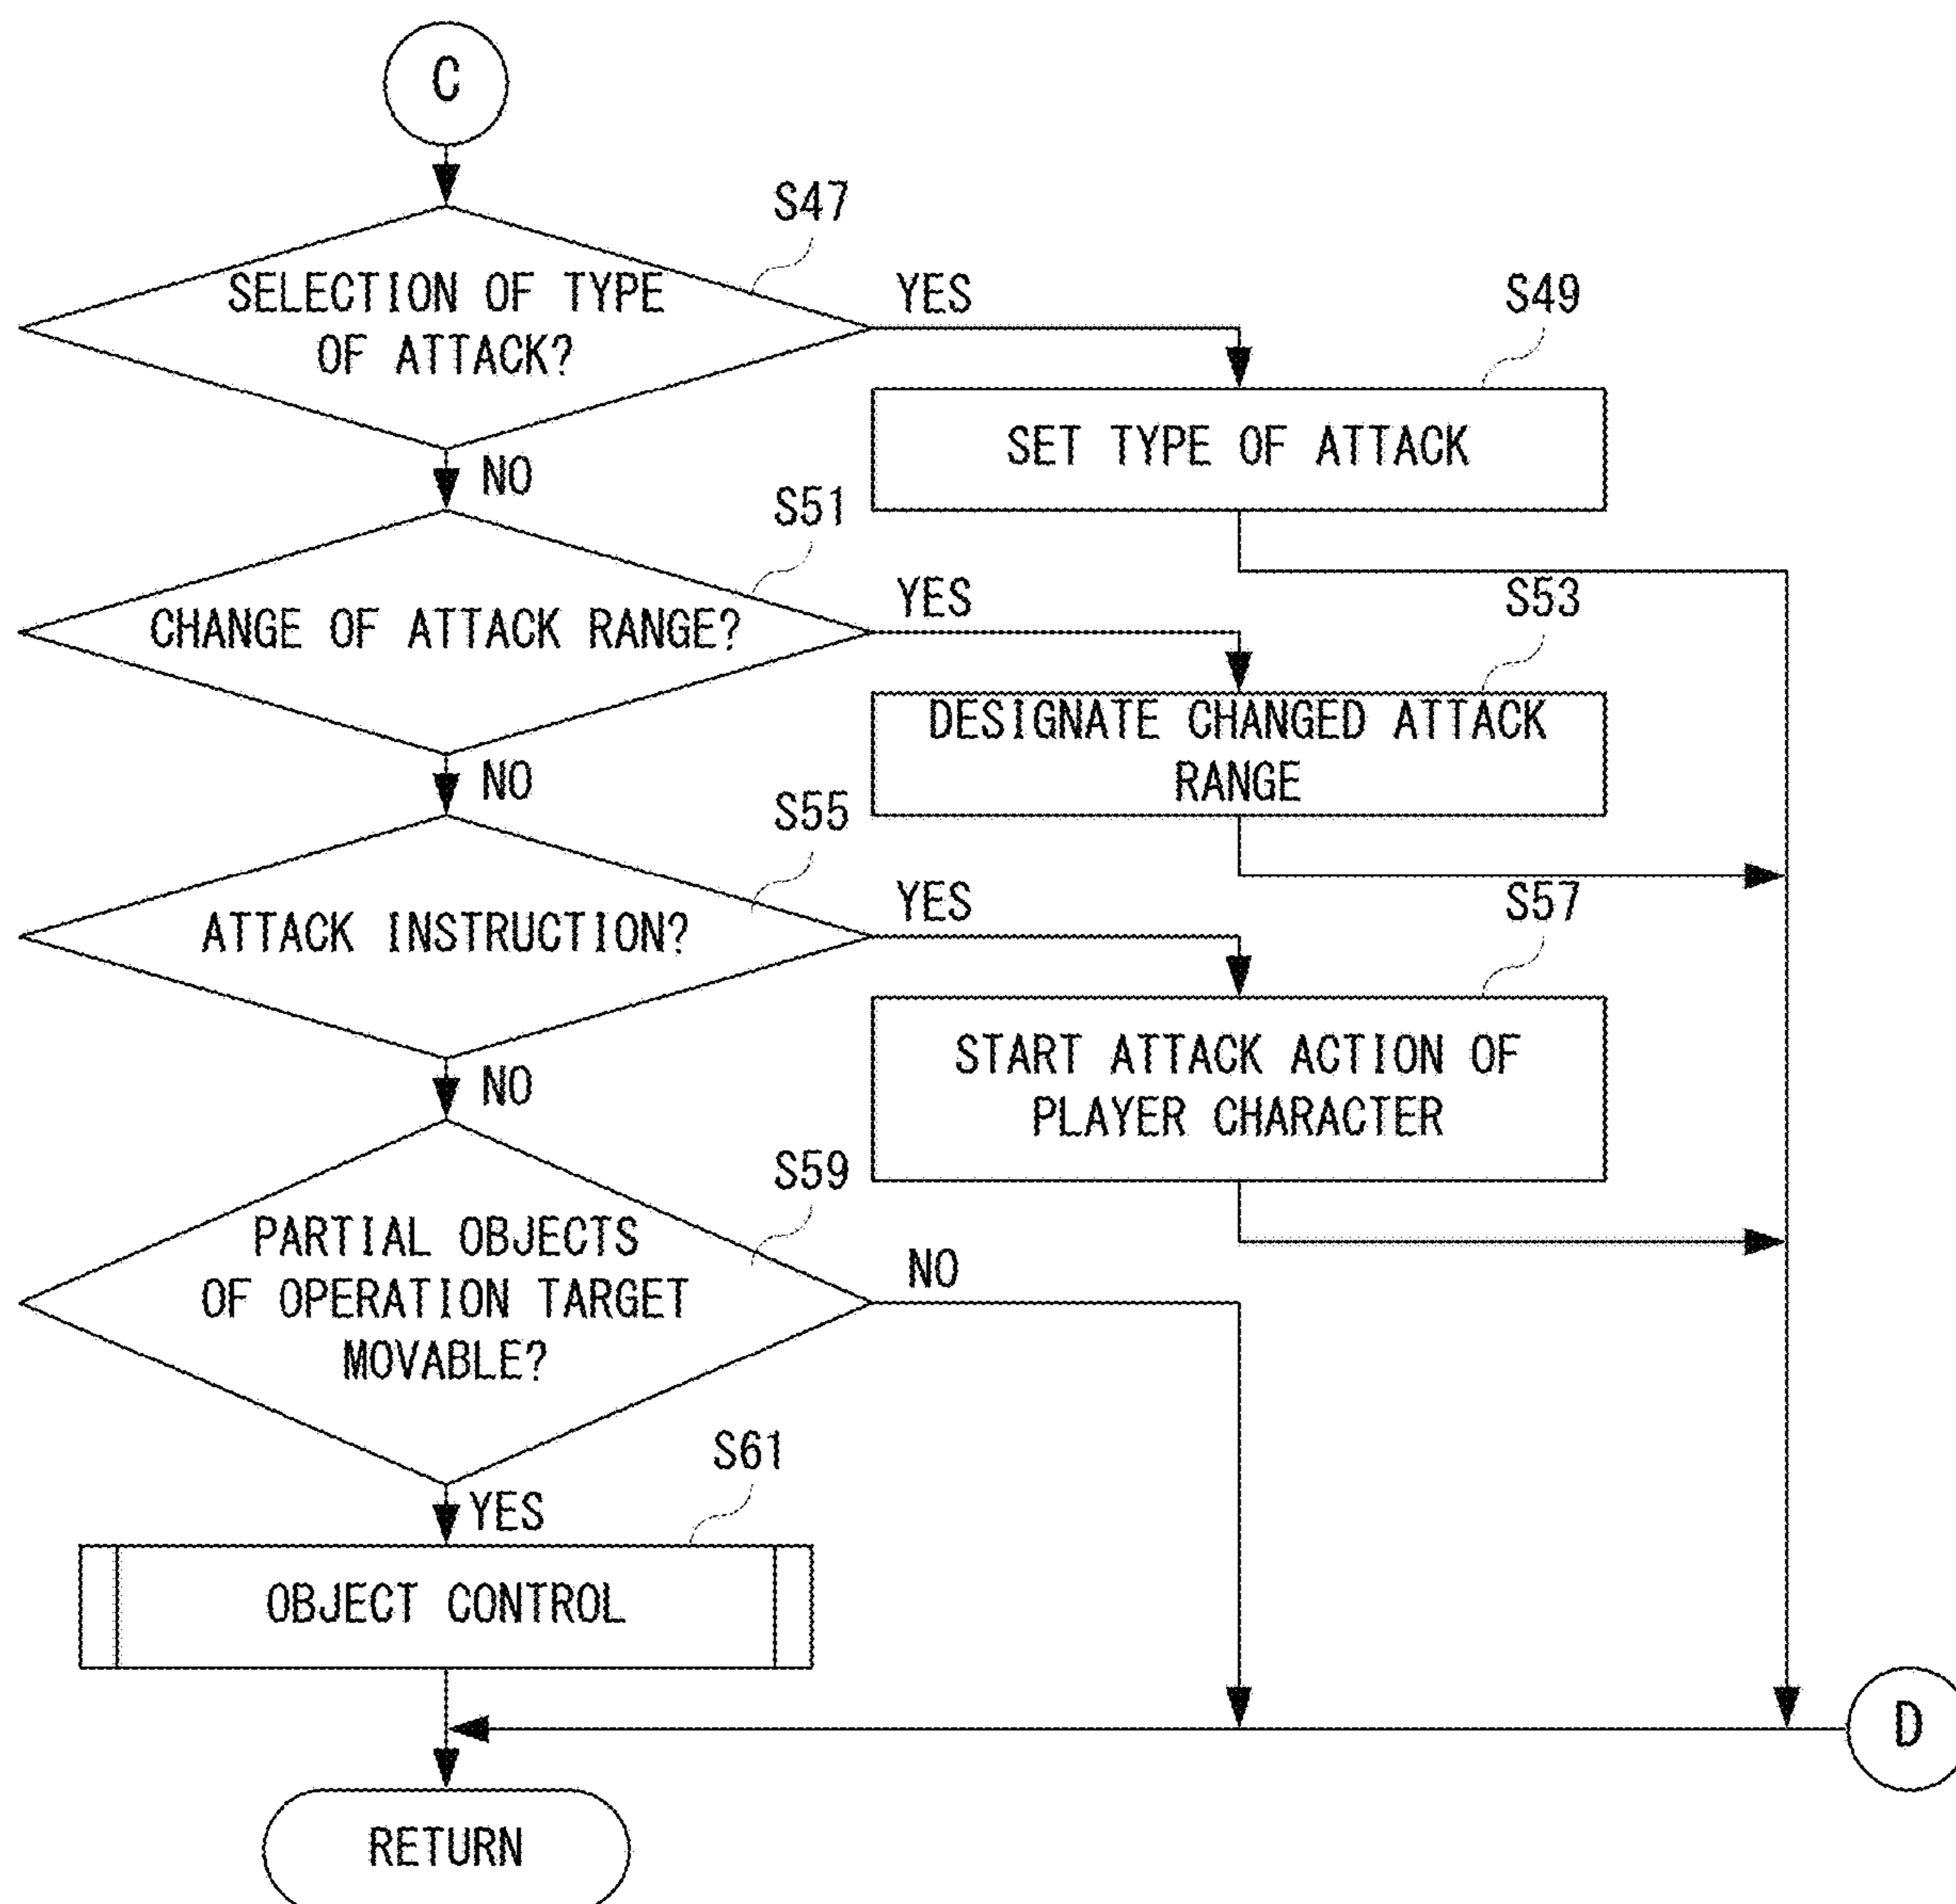 C
S47
SELECTION OF TYPE
OF ATTACK?
YES
S49
SET TYPE OF ATTACK
NO
S51
CHANGE OF ATTACK RANGE?
YES
S53
DESIGNATE CHANGED ATTACK
RANGE
NO
S55
ATTACK INSTRUCTION?
YES
S57
START ATTACK ACTION OF
PLAYER CHARACTER
NO
S59
PARTIAL OBJECTS
OF OPERATION TARGET
MOVABLE?
NO
YES
S61
OBJECT CONTROL
D
RETURN